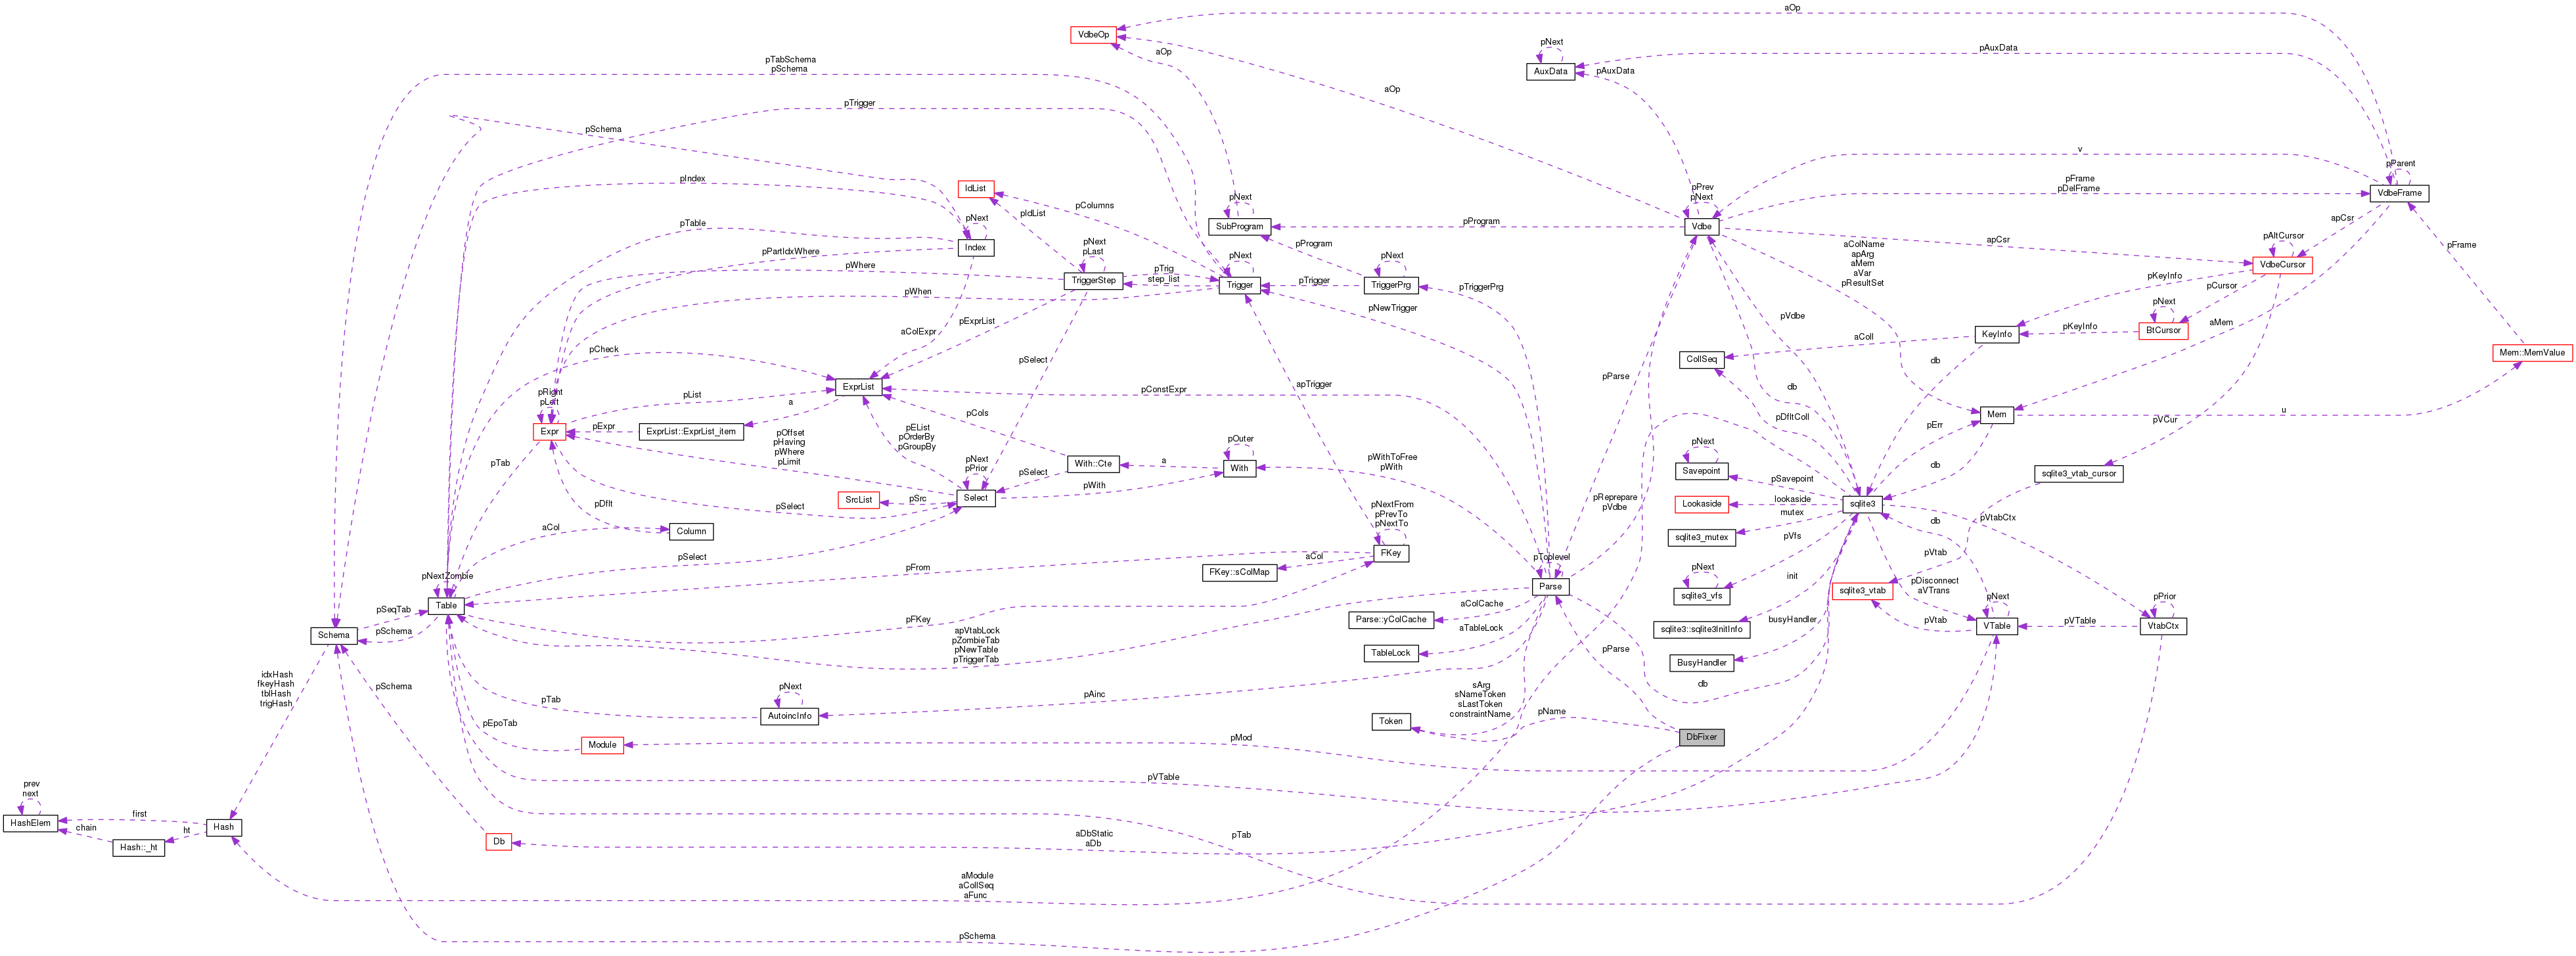 aOp
VdbeOp
pNext
pAuxData
aOp
pTabSchema
pSchema
AuxData
pAuxData
aOp
pTrigger
pSchema
v
pParent
pIndex
IdList
pFrame
pDelFrame
VdbeFrame
pPrev
pNext
pIdList
pColumns
pNext
pProgram
Vdbe
SubProgram
apCsr
pTable
pNext
Index
pPartIdxWhere
pNext
pLast
pProgram
apCsr
pAltCursor
pFrame
aColName
apArg
aMem
aVar
pResultSet
pWhere
pTrig
step_list
pNext
pNext
VdbeCursor
TriggerStep
Trigger
pTrigger
TriggerPrg
pTriggerPrg
pKeyInfo
pCursor
pWhen
pNewTrigger
pNext
pVdbe
aMem
pExprList
aColExpr
pKeyInfo
BtCursor
KeyInfo
aColl
pCheck
pSelect
CollSeq
db
Mem::MemValue
pParse
apTrigger
db
ExprList
pConstExpr
pRight
pLeft
pList
a
pCols
pDfltColl
Mem
u
pVCur
Expr
pExpr
ExprList::ExprList_item
pErr
pOffset
pHaving
pWhere
pLimit
pEList
pOrderBy
pGroupBy
pOuter
pNext
pWithToFree
pWith
pTab
pNext
pPrior
With::Cte
a
With
db
Savepoint
sqlite3_vtab_cursor
pSelect
pWith
pSavepoint
pDflt
SrcList
pSrc
Select
pReprepare
pVdbe
lookaside
Lookaside
sqlite3
pSelect
pNextFrom
pPrevTo
pNextTo
mutex
pVtabCtx
db
aCol
Column
sqlite3_mutex
pVfs
pSelect
FKey
pToplevel
pVtab
aCol
pFrom
FKey::sColMap
pNext
init
pDisconnect
aVTrans
pNextZombie
Parse
sqlite3_vfs
sqlite3_vtab
pNext
pPrior
Table
aColCache
pSeqTab
pFKey
Parse::yColCache
busyHandler
pVtab
VTable
pVTable
VtabCtx
Schema
pSchema
aTableLock
sqlite3::sqlite3InitInfo
apVtabLock
pZombieTab
pNewTable
pTriggerTab
TableLock
pParse
BusyHandler
idxHash
fkeyHash
tblHash
trigHash
pSchema
pTab
pNext
pAinc
sArg
sNameToken
sLastToken
constraintName
db
AutoincInfo
Token
pName
pEpoTab
Module
pMod
DbFixer
pVTable
prev
next
HashElem
first
chain
Hash::_ht
ht
Hash
Db
aDbStatic
aDb
pTab
aModule
aCollSeq
aFunc
pSchema